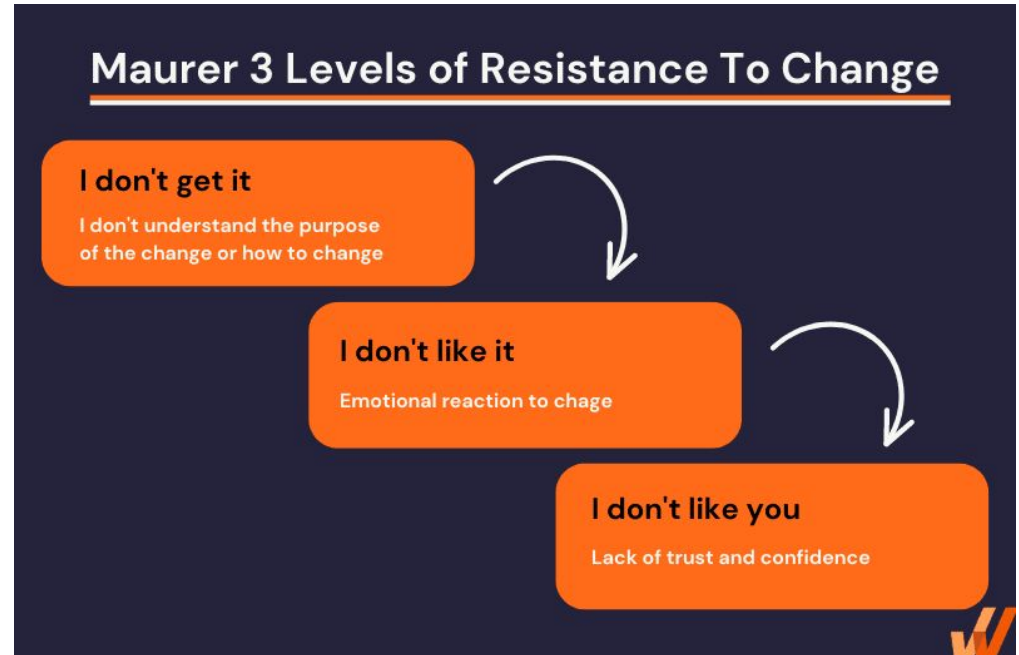 Maurer 3 Levels of Resistance To Change
I don't get it
I don't understand the purpose
of the change or how to change
I don't like it
Emotional reaction to chage
I don't like you
Lack of trust and confidence